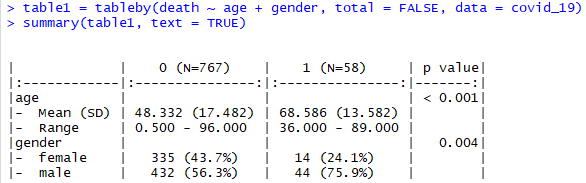 > table1 = tableby(death ~ age + gender, total = FALSE, data = covid_19)
> summary(table1, text = TRUE)
|             |   0 (N=767)     |   1 (N=58)      | p value|
|:------------|:---------------:|:---------------:|-------:|
|age          |                 |                 | < 0.001|
|-  Mean (SD) | 48.332 (17.482) | 68.586 (13.582) |        |
|-  Range     | 0.500 - 96.000  | 36.000 - 89.000 |        |
|gender       |                 |                 |   0.004|
|-  female    |   335 (43.7%)   |   14 (24.1%)    |        |
|-  male      |   432 (56.3%)   |   44 (75.9%)    |        |